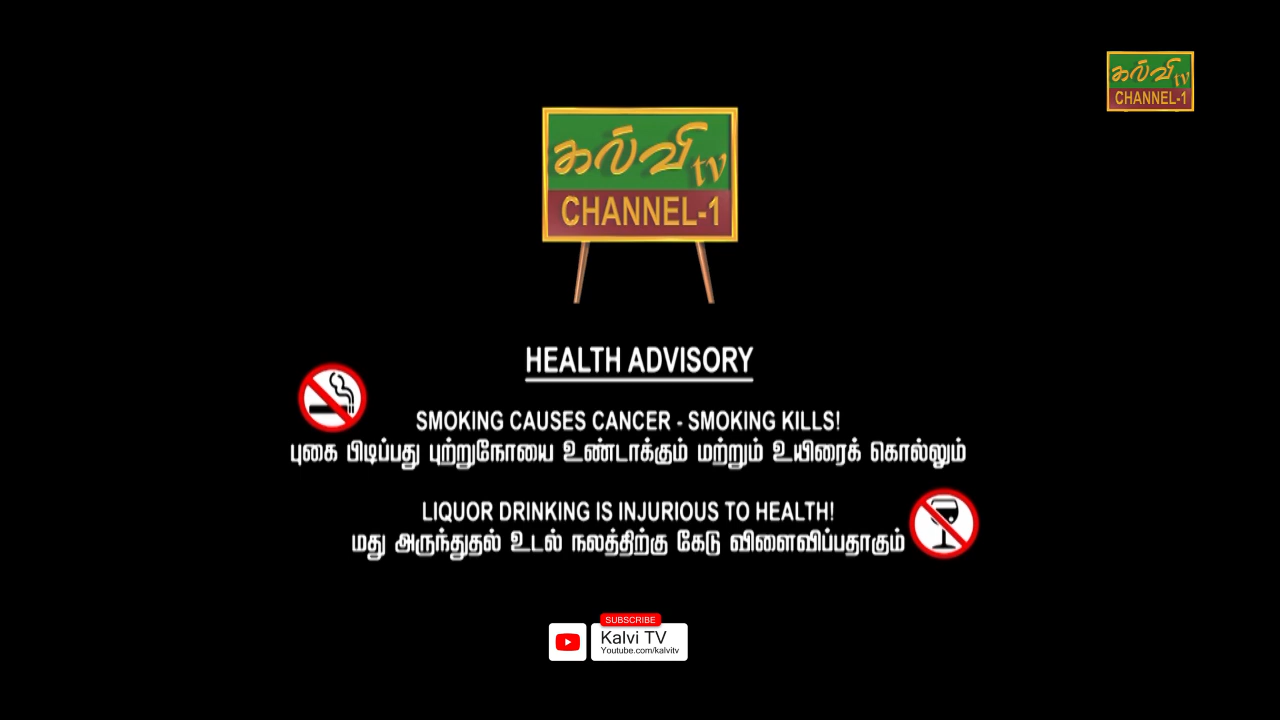 கல்வி tv
CHANNEL-1
கல்வி tv
CHANNEL-1
HEALTH ADVISORY
SMOKING CAUSES CANCER - SMOKING KILLS!
புகை பிடிப்பது புற்றுநோயை உண்டாக்கும் மற்றும் உயிரைக் கொல்லும்
LIQUOR DRINKING IS INJURIOUS TO HEALTH!
மது அருந்துதல் உடல் நலத்திற்கு கேடு விளைவிப்பதாகும்
SUBSCRIBE
Kalvi TV
Youtube.com/kalvitv